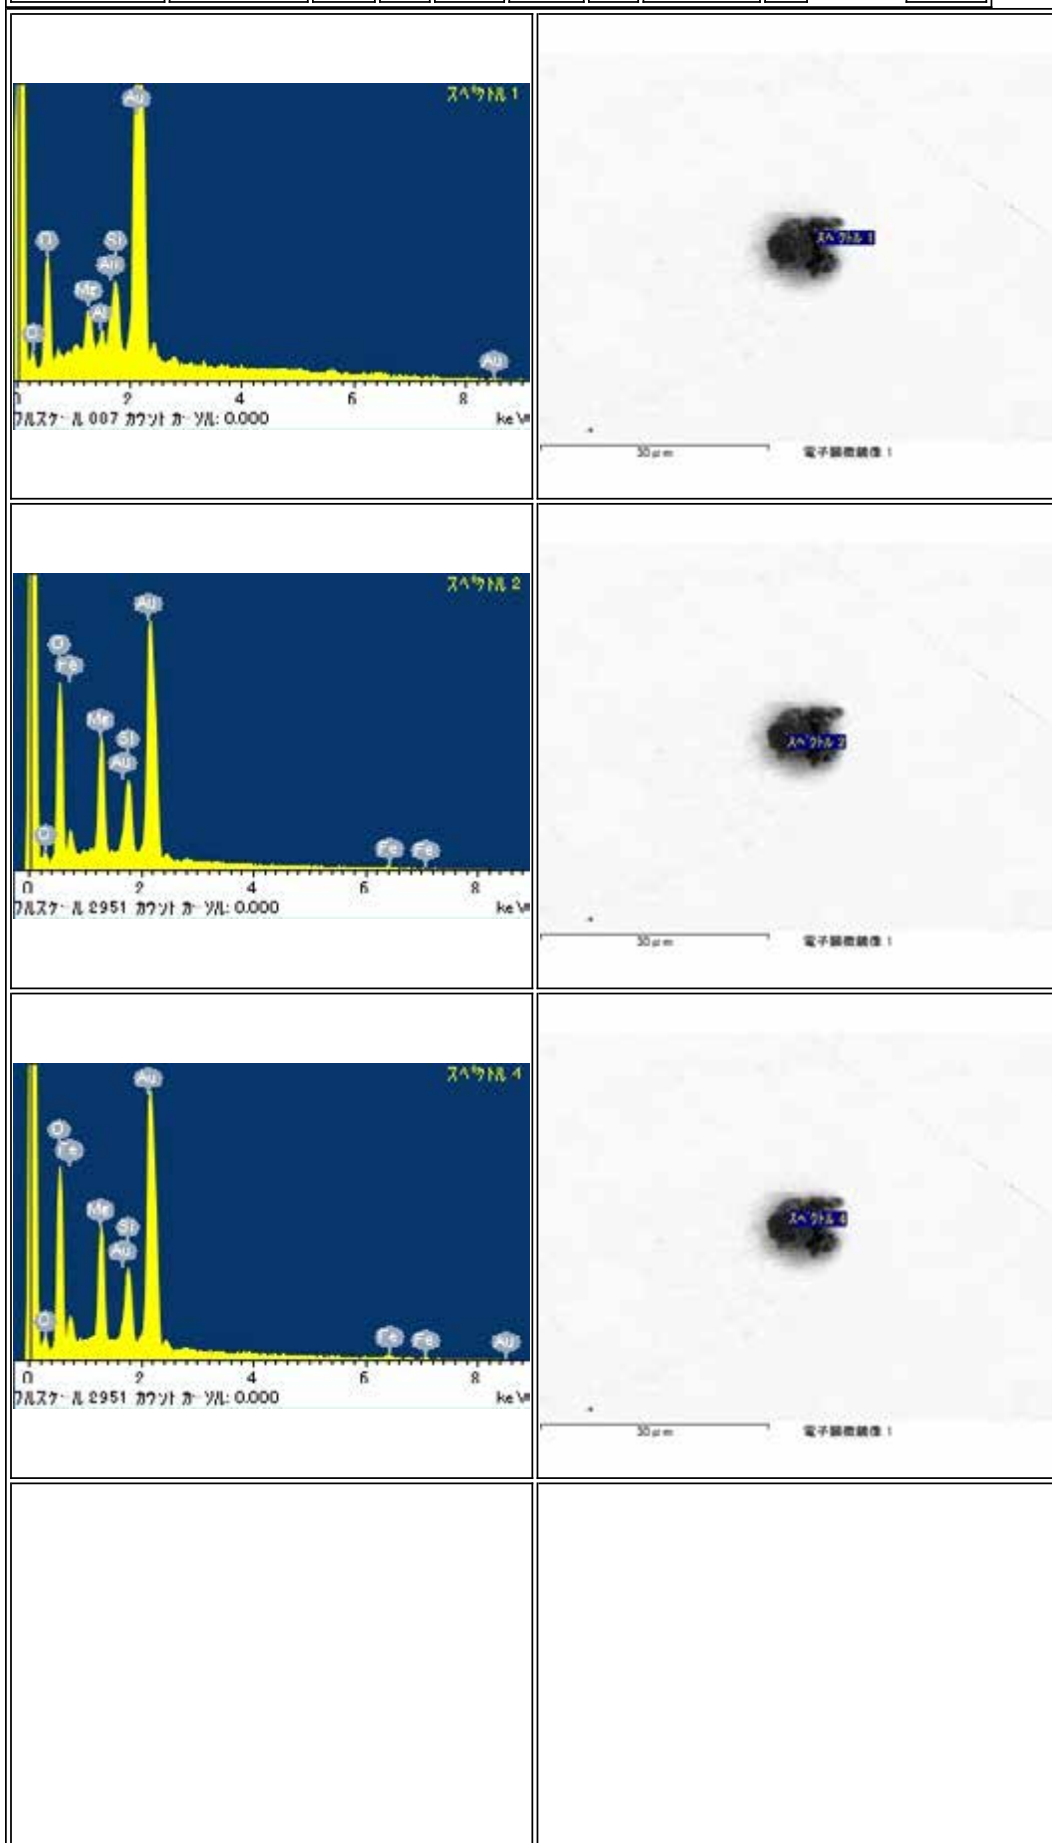 スペクトル 1
Au
O
Si
Au
Mg
Al
C
Au
0 2 4 6 8
フルスケール 887 カウント カーソル: 0.000 keV
スペクトル 1
30μm 電子顕微鏡像 1
スペクトル 2
Au
O
Fe
Mg
Si
Au
C
Fe Fe
0 2 4 6 8
フルスケール 2951 カウント カーソル: 0.000 keV
スペクトル 2
30μm 電子顕微鏡像 1
スペクトル 4
Au
O
Fe
Mg
Si
Au
C
Fe Fe Au
0 2 4 6 8
フルスケール 2951 カウント カーソル: 0.000 keV
スペクトル 4
30μm 電子顕微鏡像 1